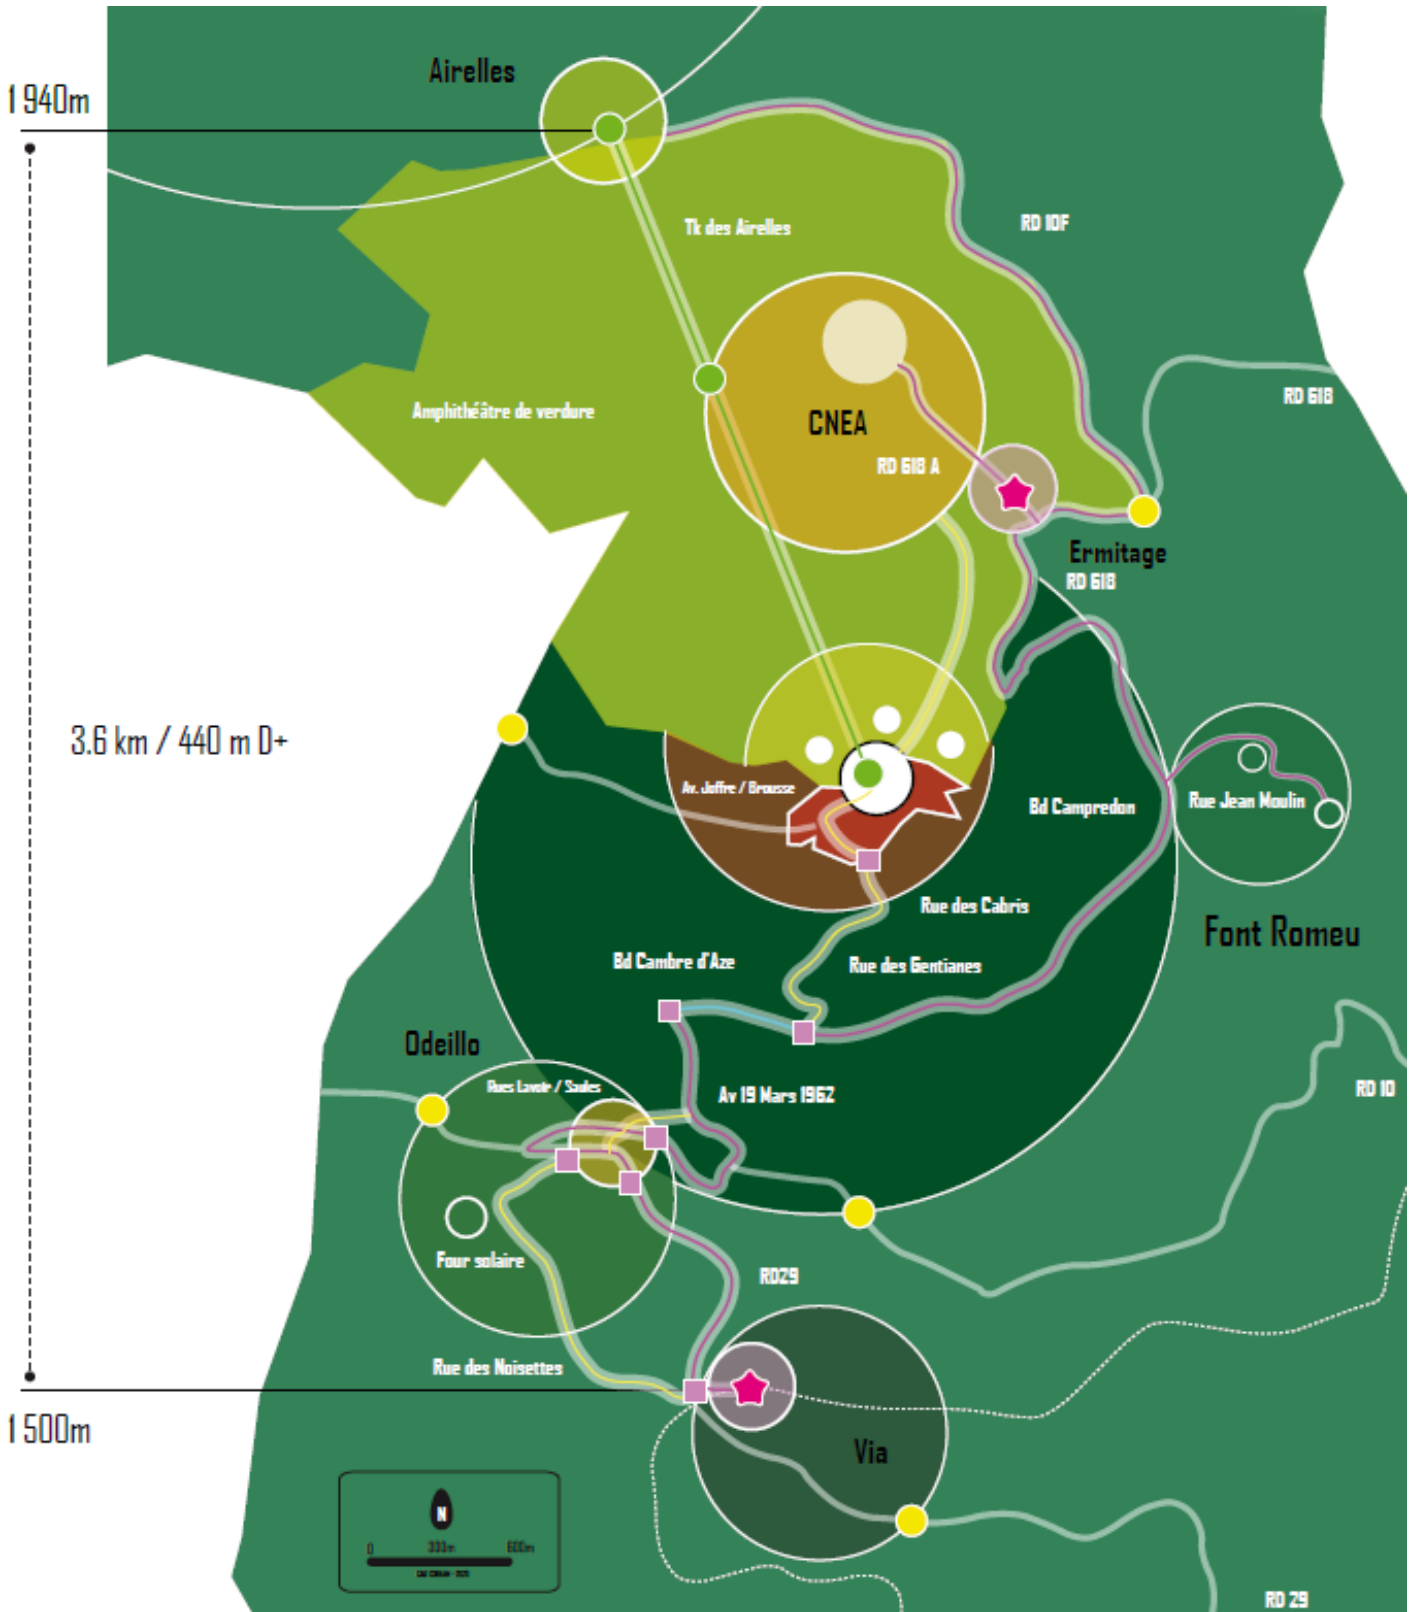 Airelles
1 940m
Tk des Airelles
RD 10F
RD 618
Amphithéâtre de verdure
CNEA
RD 618 A
Ermitage
RD 618
3.6 km / 440 m D+
Av. Joffre / Brousse
Bd Campredon
Rue Jean Moulin
Rue des Cabris
Font Romeu
Bd Cambre d'Aze
Rue des Gentianes
Odeillo
Rues Lavoir / Saules
Av 19 Mars 1962
RD 10
Four solaire
RD29
Rue des Noisettes
1 500m
Via
N
0 300m 600m
RD 29